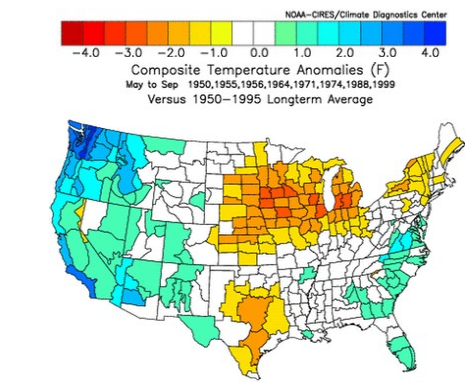 NOAA-CIRES/Climate Diagnostics Center
-4.0 -3.0 -2.0 -1.0 0.0 1.0 2.0 3.0 4.0
Composite Temperature Anomalies (F)
May to Sep 1950,1955,1956,1964,1971,1974,1988,1999
Versus 1950-1995 Longterm Average